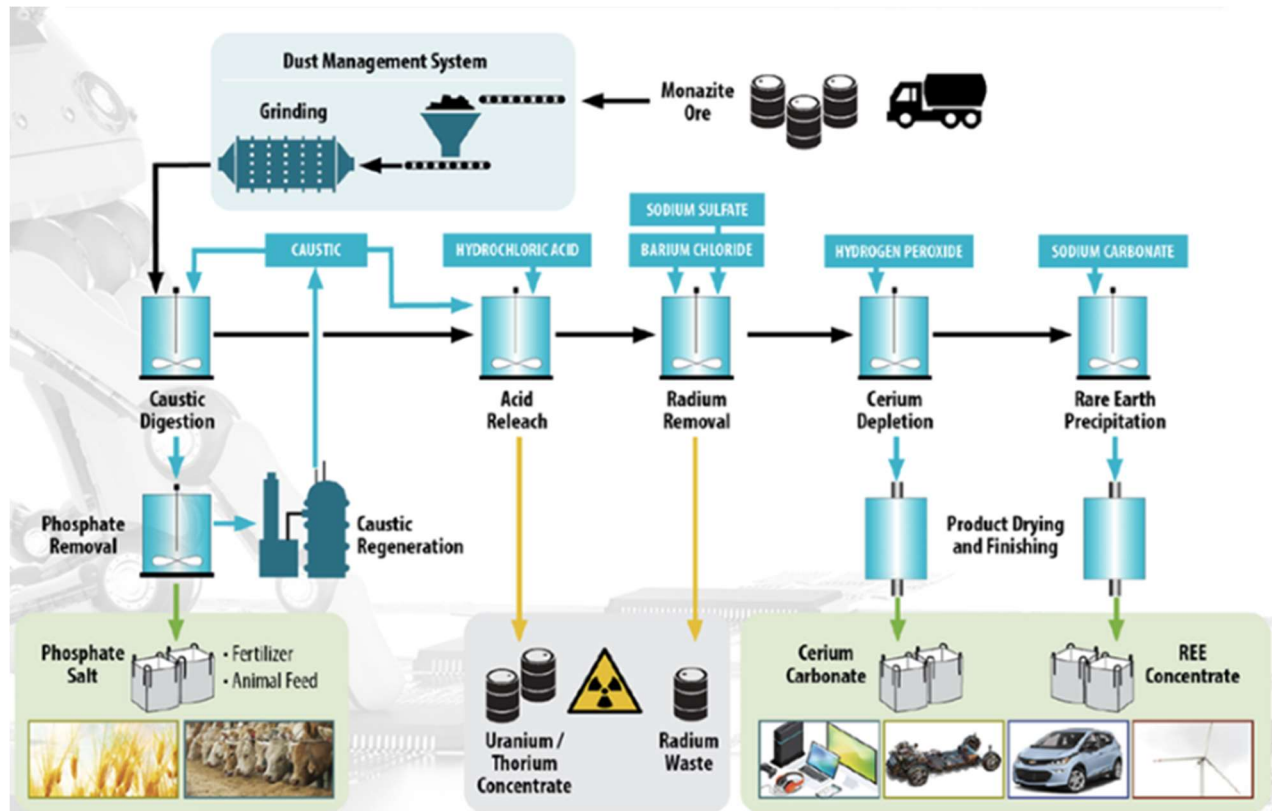 Dust Management System
Grinding
Monazite
Ore
SODIUM SULFATE
CAUSTIC
HYDROCHLORIC ACID
BARIUM CHLORIDE
HYDROGEN PEROXIDE
SODIUM CARBONATE
Caustic
Digestion
Acid
Releach
Radium
Removal
Cerium
Depletion
Rare Earth
Precipitation
Phosphate
Removal
Caustic
Regeneration
Product Drying
and Finishing
Phosphate
Salt
• Fertilizer
• Animal Feed
Uranium /
Thorium
Concentrate
Radium
Waste
Cerium
Carbonate
REE
Concentrate